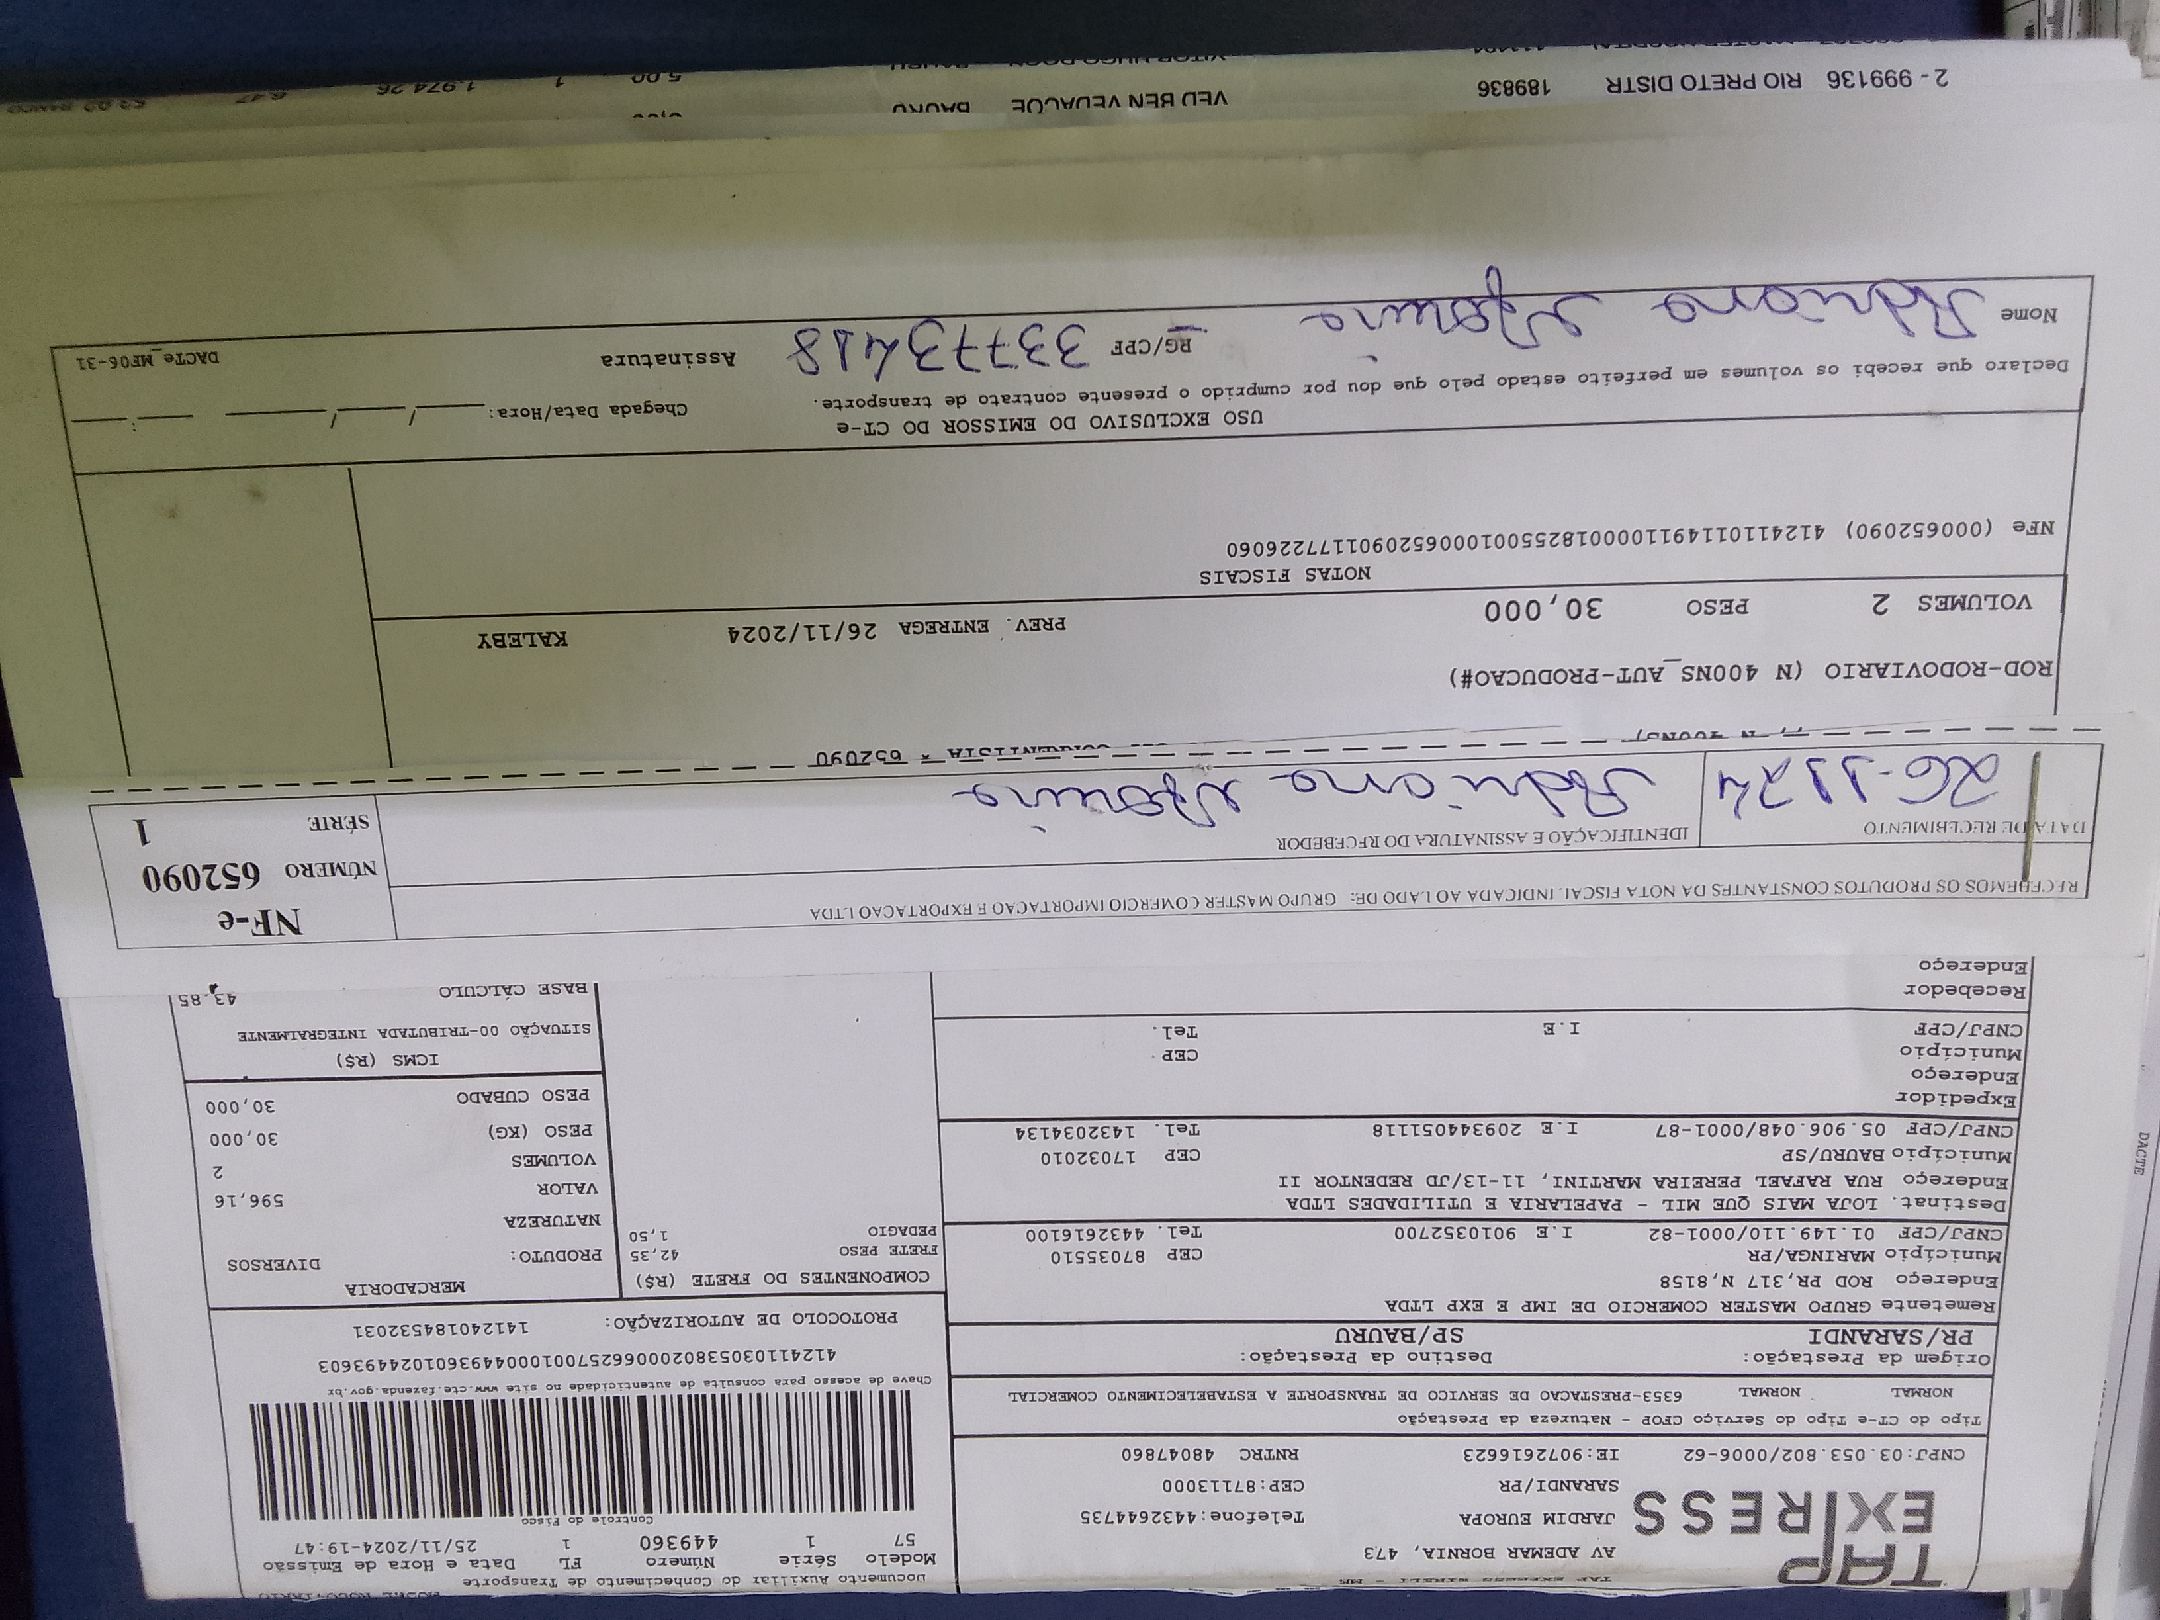 Documento Auxiliar do Conhecimento de Transporte
TAP
EXPRESS
AV ADEMAR BORNIA, 473
JARDIM EUROPA Telefone:4432644735
SARANDI/PR CEP:87113000
CNPJ:03.053.802/0006-62 IE:9072616623 RNTRC 48047860
Modelo Série Número FL Data e Hora de Emissão
57 1 449360 1 25/11/2024-19:47
Controle do Fisco
Chave de acesso para consulta de autenticidade no site www.cte.fazenda.gov.br
41241103053802000662570010004493601024493603
PROTOCOLO DE AUTORIZAÇÃO: 141240184532031
Tipo do CT-e Tipo do Serviço CFOP - Natureza da Prestação
NORMAL NORMAL 6353-PRESTACAO DE SERVICO DE TRANSPORTE A ESTABELECIMENTO COMERCIAL
Origem da Prestação: Destino da Prestação:
PR/SARANDI SP/BAURU
Remetente GRUPO MASTER COMERCIO DE IMP E EXP LTDA
Endereço ROD PR,317 N,8158
Município MARINGA/PR CEP 87035510
CNPJ/CPF 01.149.110/0001-82 I.E 9010352700 Tel. 4432616100
Destinat. LOJA MAIS QUE MIL - PAPELARIA E UTILIDADES LTDA
Endereço RUA RAFAEL PEREIRA MARTINI, 11-13/JD REDENTOR II
Município BAURU/SP CEP 17032010
CNPJ/CPF 05.906.048/0001-87 I.E 209344051118 Tel. 1432034134
Expedidor
Endereço
Município CEP
CNPJ/CPF I.E Tel.
Recebedor
Endereço
COMPONENTES DO FRETE (R$)
FRETE PESO 42,35
PEDAGIO 1,50
MERCADORIA
PRODUTO: DIVERSOS
NATUREZA
VALOR 596,16
VOLUMES 2
PESO (KG) 30,000
PESO CUBADO 30,000
ICMS (R$)
SITUAÇÃO 00-TRIBUTADA INTEGRALMENTE
BASE CÁLCULO 43,85
DACTE
RECEBEMOS OS PRODUTOS CONSTANTES DA NOTA FISCAL INDICADA AO LADO DE: GRUPO MASTER COMERCIO IMPORTACAO E EXPORTACAO LTDA
DATA DE RECEBIMENTO IDENTIFICAÇÃO E ASSINATURA DO RECEBEDOR
26-1124 Adriana
NF-e
NÚMERO 652090
SÉRIE 1
* 652090
ROD-RODOVIARIO (N 400NS_AUT-PRODUCAO#)
VOLUMES 2 PESO 30,000 PREV. ENTREGA 26/11/2024 KALEBY
NOTAS FISCAIS
NFe (000652090) 41241101149110000182550010006520901177226060
USO EXCLUSIVO DO EMISSOR DO CT-e
Declaro que recebi os volumes em perfeito estado pelo que dou por cumprido o presente contrato de transporte.
Chegada Data/Hora: ____/____/____ __:__
Nome Adriana RG/CPF 33773418 Assinatura
DACTe_MF06-31
2 - 999136 RIO PRETO DISTR 189836 VED BEN VEDACOE BAURU
5,00 1 1.974,26